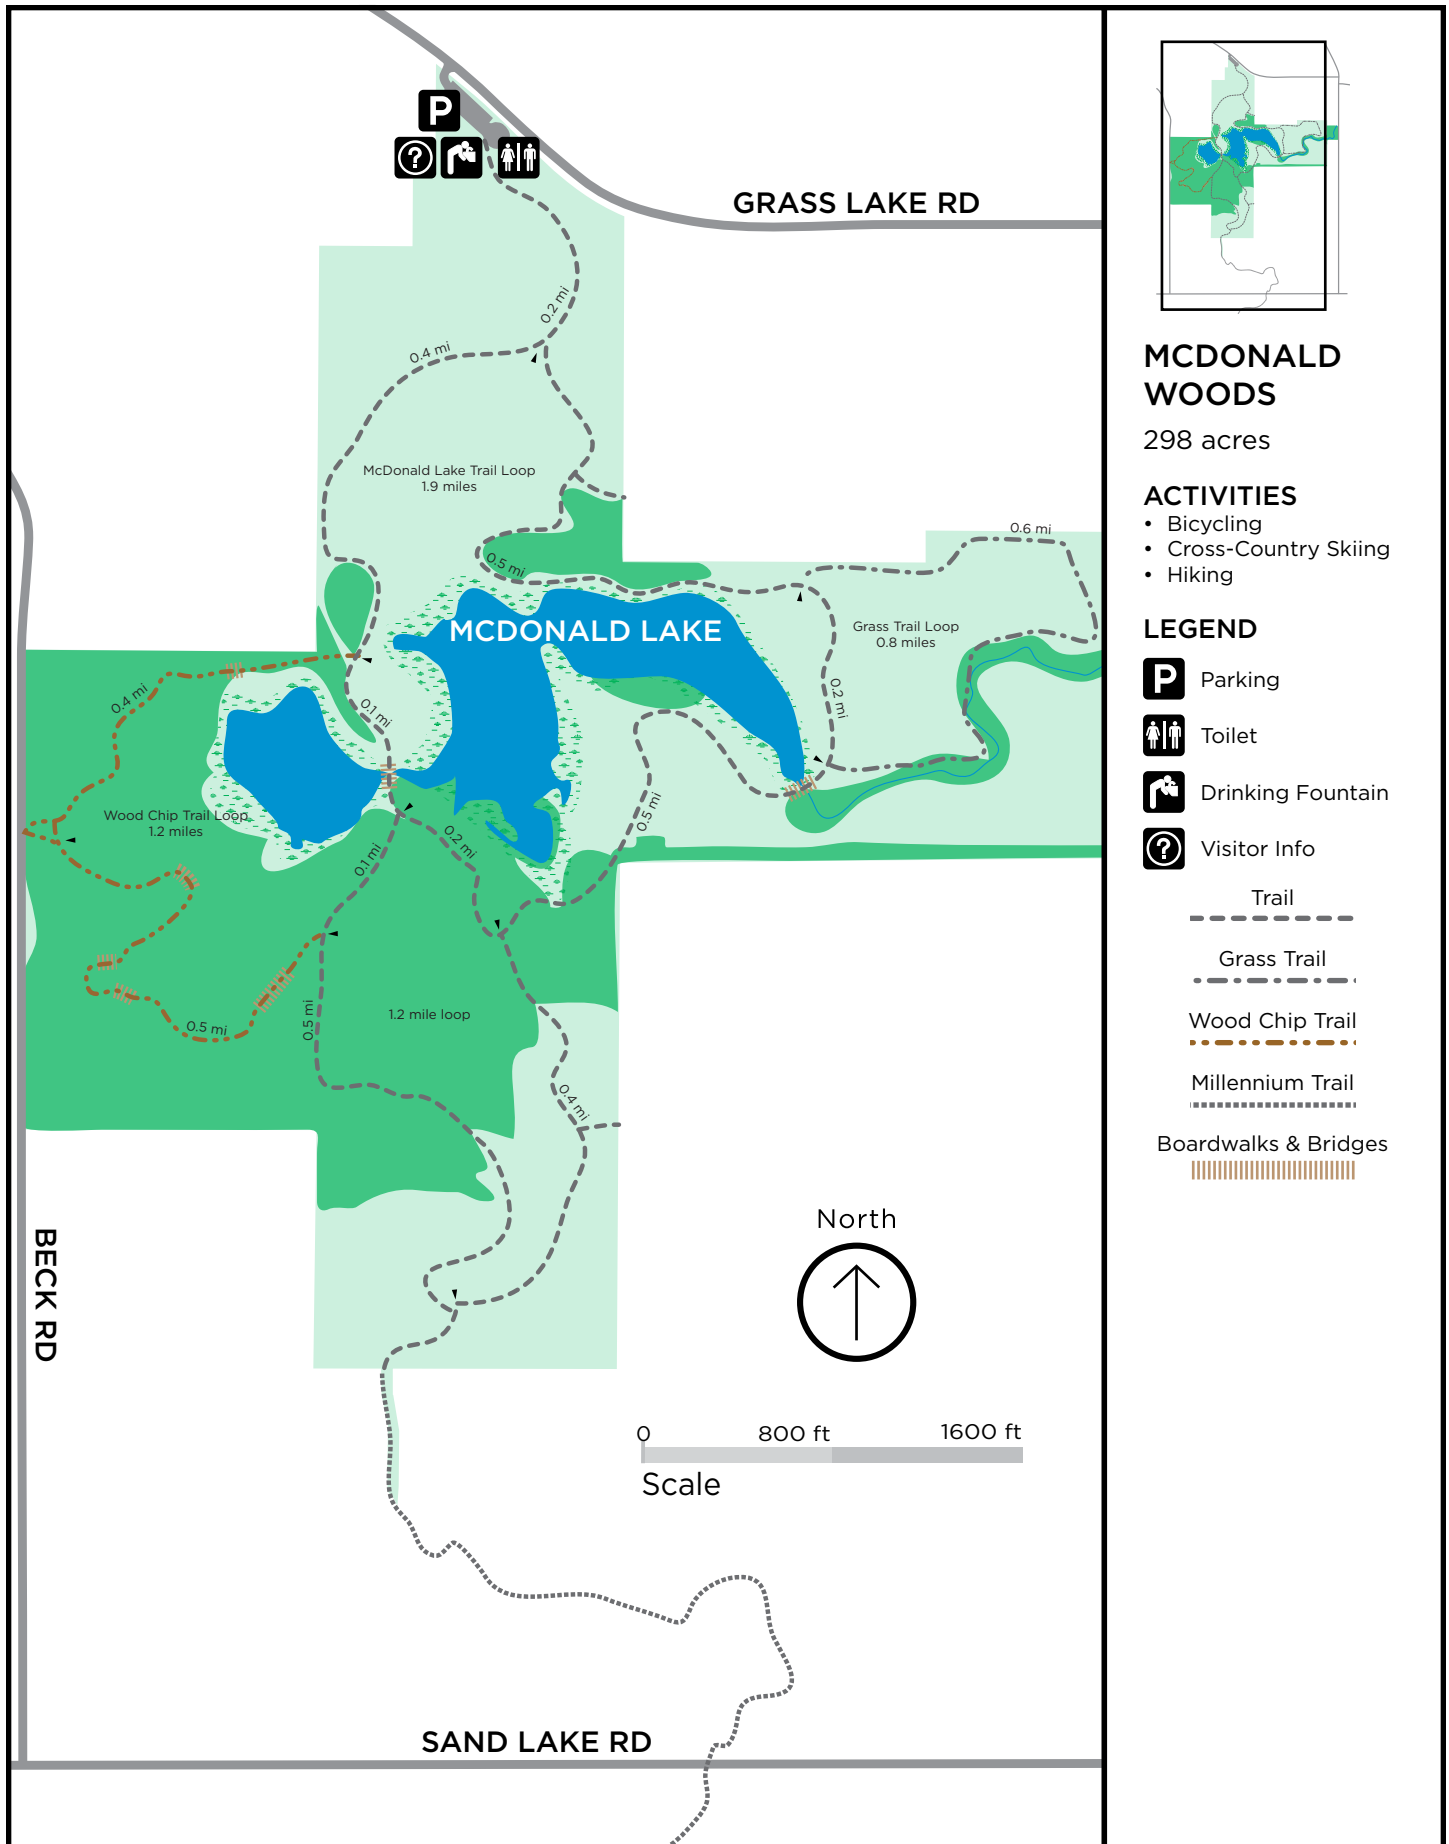 P
?
GRASS LAKE RD
0.2 mi
0.4 mi
McDonald Lake Trail Loop
1.9 miles
0.5 mi
0.6 mi
MCDONALD LAKE
Grass Trail Loop
0.8 miles
0.2 mi
0.4 mi
0.1 mi
Wood Chip Trail Loop
1.2 miles
0.1 mi
0.2 mi
0.5 mi
0.5 mi
0.5 mi
1.2 mile loop
0.4 mi
BECK RD
North
0
800 ft
1600 ft
Scale
SAND LAKE RD
MCDONALD
WOODS
298 acres
ACTIVITIES
• Bicycling
• Cross-Country Skiing
• Hiking
LEGEND
P
Parking
Toilet
Drinking Fountain
?
Visitor Info
Trail
Grass Trail
Wood Chip Trail
Millennium Trail
Boardwalks & Bridges